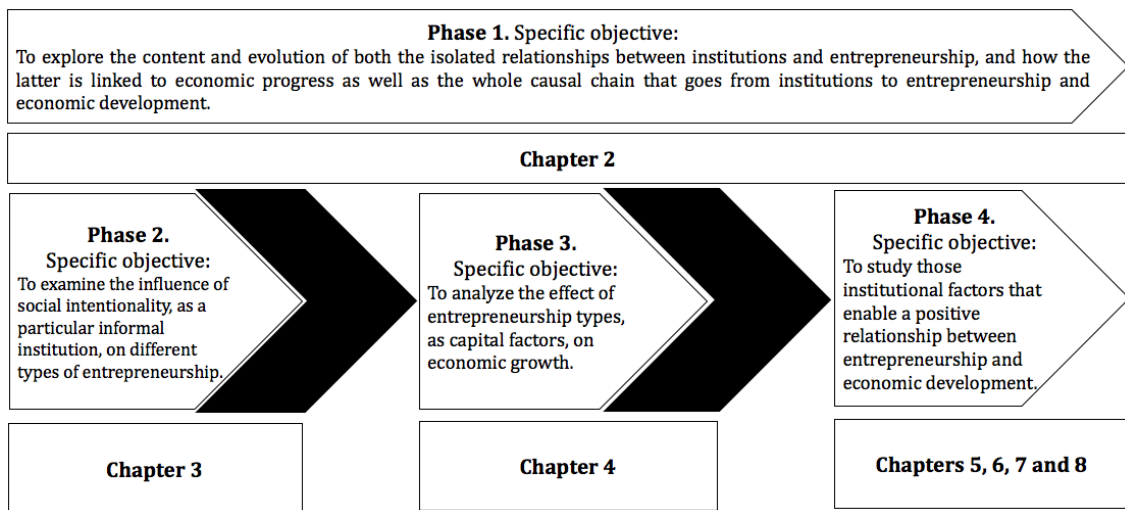 Phase 1. Specific objective:
To explore the content and evolution of both the isolated relationships between institutions and entrepreneurship, and how the
latter is linked to economic progress as well as the whole causal chain that goes from institutions to entrepreneurship and
economic development.
Chapter 2
Phase 2.
Specific objective:
To examine the influence of
social intentionality, as a
particular informal
institution, on different
types of entrepreneurship.
Phase 3.
Specific objective:
To analyze the effect of
entrepreneurship types,
as capital factors, on
economic growth.
Phase 4.
Specific objective:
To study those
institutional factors that
enable a positive
relationship between
entrepreneurship and
economic development.
Chapter 3
Chapter 4
Chapters 5, 6, 7 and 8